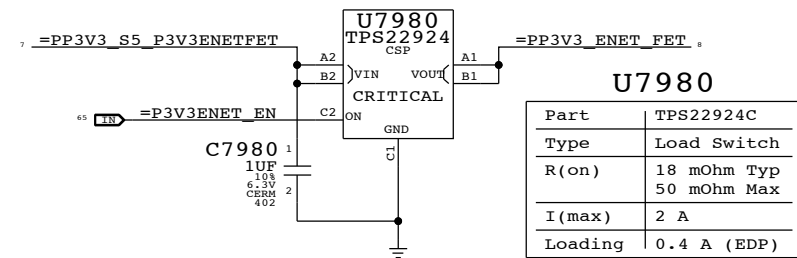 U7980
TPS22924
CSP
7 =PP3V3_S5_P3V3ENETFET
=PP3V3_ENET_FET 8
A2
B2
VIN
VOUT
A1
B1
CRITICAL
65 IN =P3V3ENET_EN
C2
ON
GND
C1
C7980
1UF
10%
6.3V
CERM
402
1
2
U7980
Part TPS22924C
Type Load Switch
R(on) 18 mOhm Typ
50 mOhm Max
I(max) 2 A
Loading 0.4 A (EDP)